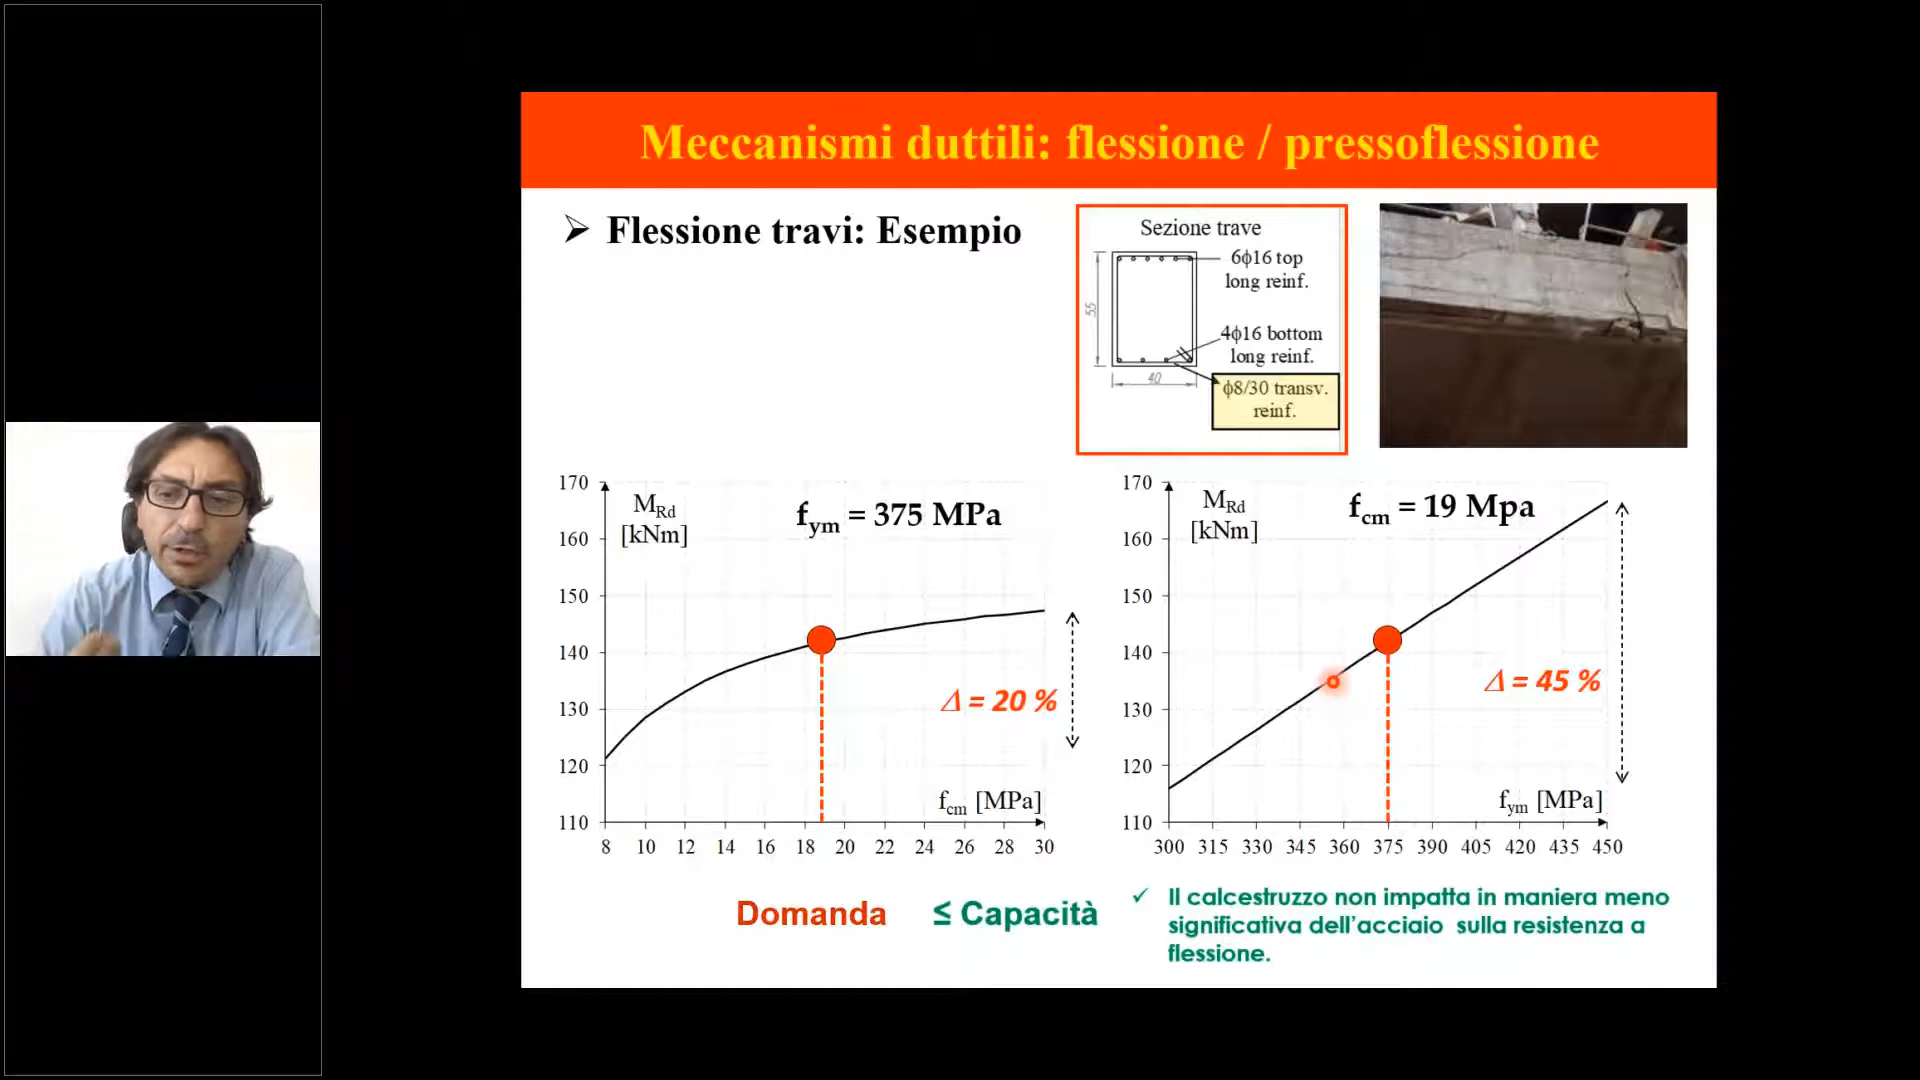 Meccanismi duttili: flessione / pressoflessione
➢ Flessione travi: Esempio
Sezione trave
6ϕ16 top
long reinf.
55
4ϕ16 bottom
long reinf.
40
ϕ8/30 transv.
reinf.
170
160
150
140
130
120
110
MRd
[kNm]
fym = 375 MPa
Δ = 20 %
fcm [MPa]
8 10 12 14 16 18 20 22 24 26 28 30
170
160
150
140
130
120
110
MRd
[kNm]
fcm = 19 Mpa
Δ = 45 %
fym [MPa]
300 315 330 345 360 375 390 405 420 435 450
Domanda ≤ Capacità
✓ Il calcestruzzo non impatta in maniera meno
significativa dell’acciaio sulla resistenza a
flessione.